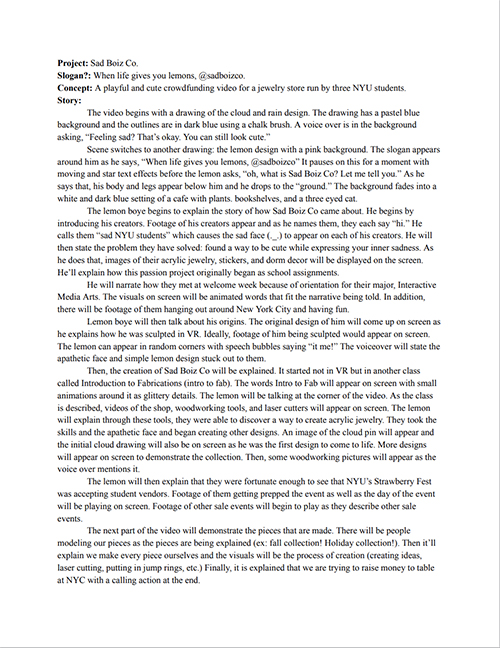 Project: Sad Boiz Co.
Slogan?: When life gives you lemons, @sadboizco.
Concept: A playful and cute crowdfunding video for a jewelry store run by three NYU students.
Story:
The video begins with a drawing of the cloud and rain design. The drawing has a pastel blue
background and the outlines are in dark blue using a chalk brush. A voice over is in the background
asking, “Feeling sad? That’s okay. You can still look cute.”
Scene switches to another drawing: the lemon design with a pink background. The slogan appears
around him as he says, “When life gives you lemons, @sadboizco” It pauses on this for a moment with
moving and star text effects before the lemon asks, “oh, what is Sad Boiz Co? Let me tell you.” As he
says that, his body and legs appear below him and he drops to the “ground.” The background fades into a
white and dark blue setting of a cafe with plants. bookshelves, and a three eyed cat.
The lemon boye begins to explain the story of how Sad Boiz Co came about. He begins by
introducing his creators. Footage of his creators appear and as he names them, they each say “hi.” He
calls them “sad NYU students” which causes the sad face (._.) to appear on each of his creators. He will
then state the problem they have solved: found a way to be cute while expressing your inner sadness. As
he does that, images of their acrylic jewelry, stickers, and dorm decor will be displayed on the screen.
He’ll explain how this passion project originally began as school assignments.
He will narrate how they met at welcome week because of orientation for their major, Interactive
Media Arts. The visuals on screen will be animated words that fit the narrative being told. In addition,
there will be footage of them hanging out around New York City and having fun.
Lemon boye will then talk about his origins. The original design of him will come up on screen as
he explains how he was sculpted in VR. Ideally, footage of him being sculpted would appear on screen.
The lemon can appear in random corners with speech bubbles saying “it me!” The voiceover will state the
apathetic face and simple lemon design stuck out to them.
Then, the creation of Sad Boiz Co will be explained. It started not in VR but in another class
called Introduction to Fabrications (intro to fab). The words Intro to Fab will appear on screen with small
animations around it as glittery details. The lemon will be talking at the corner of the video. As the class
is described, videos of the shop, woodworking tools, and laser cutters will appear on screen. The lemon
will explain through these tools, they were able to discover a way to create acrylic jewelry. They took the
skills and the apathetic face and began creating other designs. An image of the cloud pin will appear and
the initial cloud drawing will also be on screen as he was the first design to come to life. More designs
will appear on screen to demonstrate the collection. Then, some woodworking pictures will appear as the
voice over mentions it.
The lemon will then explain that they were fortunate enough to see that NYU’s Strawberry Fest
was accepting student vendors. Footage of them getting prepped the event as well as the day of the event
will be playing on screen. Footage of other sale events will begin to play as they describe other sale
events.
The next part of the video will demonstrate the pieces that are made. There will be people
modeling our pieces as the pieces are being explained (ex: fall collection! Holiday collection!). Then it’ll
explain we make every piece ourselves and the visuals will be the process of creation (creating ideas,
laser cutting, putting in jump rings, etc.) Finally, it is explained that we are trying to raise money to table
at NYC with a calling action at the end.